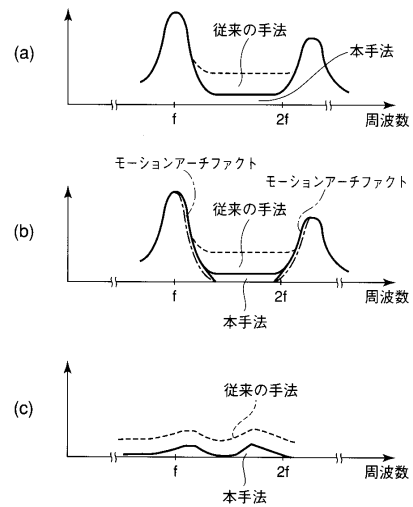 (a)
従来の手法
本手法
f
2f
周波数
モーションアーチファクト
モーションアーチファクト
(b)
従来の手法
f
2f
周波数
本手法
(c)
従来の手法
f
2f
周波数
本手法